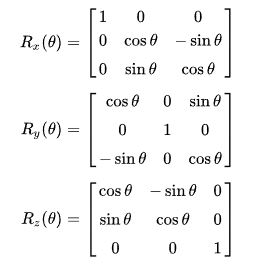 R_x(θ) = [ 1 0 0
0 cos θ − sin θ
0 sin θ cos θ ]
R_y(θ) = [ cos θ 0 sin θ
0 1 0
− sin θ 0 cos θ ]
R_z(θ) = [ cos θ − sin θ 0
sin θ cos θ 0
0 0 1 ]